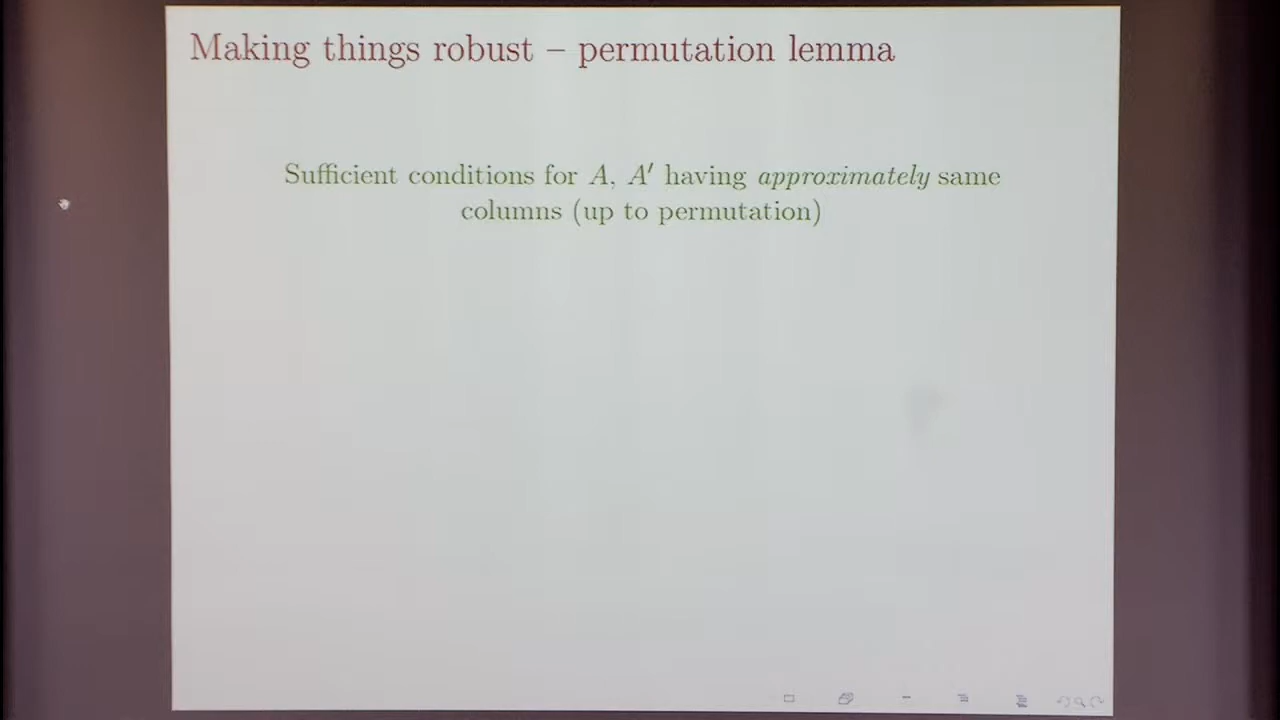 Making things robust – permutation lemma
Sufficient conditions for A, A′ having approximately same
columns (up to permutation)